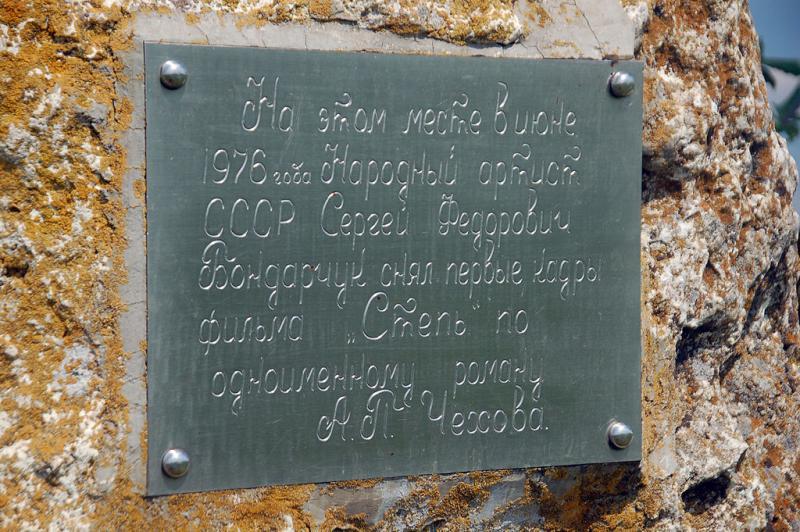 На этом месте в июне
1976 года Народный артист
СССР Сергей Федорович
Бондарчук снял первые кадры
фильма „Степь“ по
одноименному роману
А.П. Чехова.